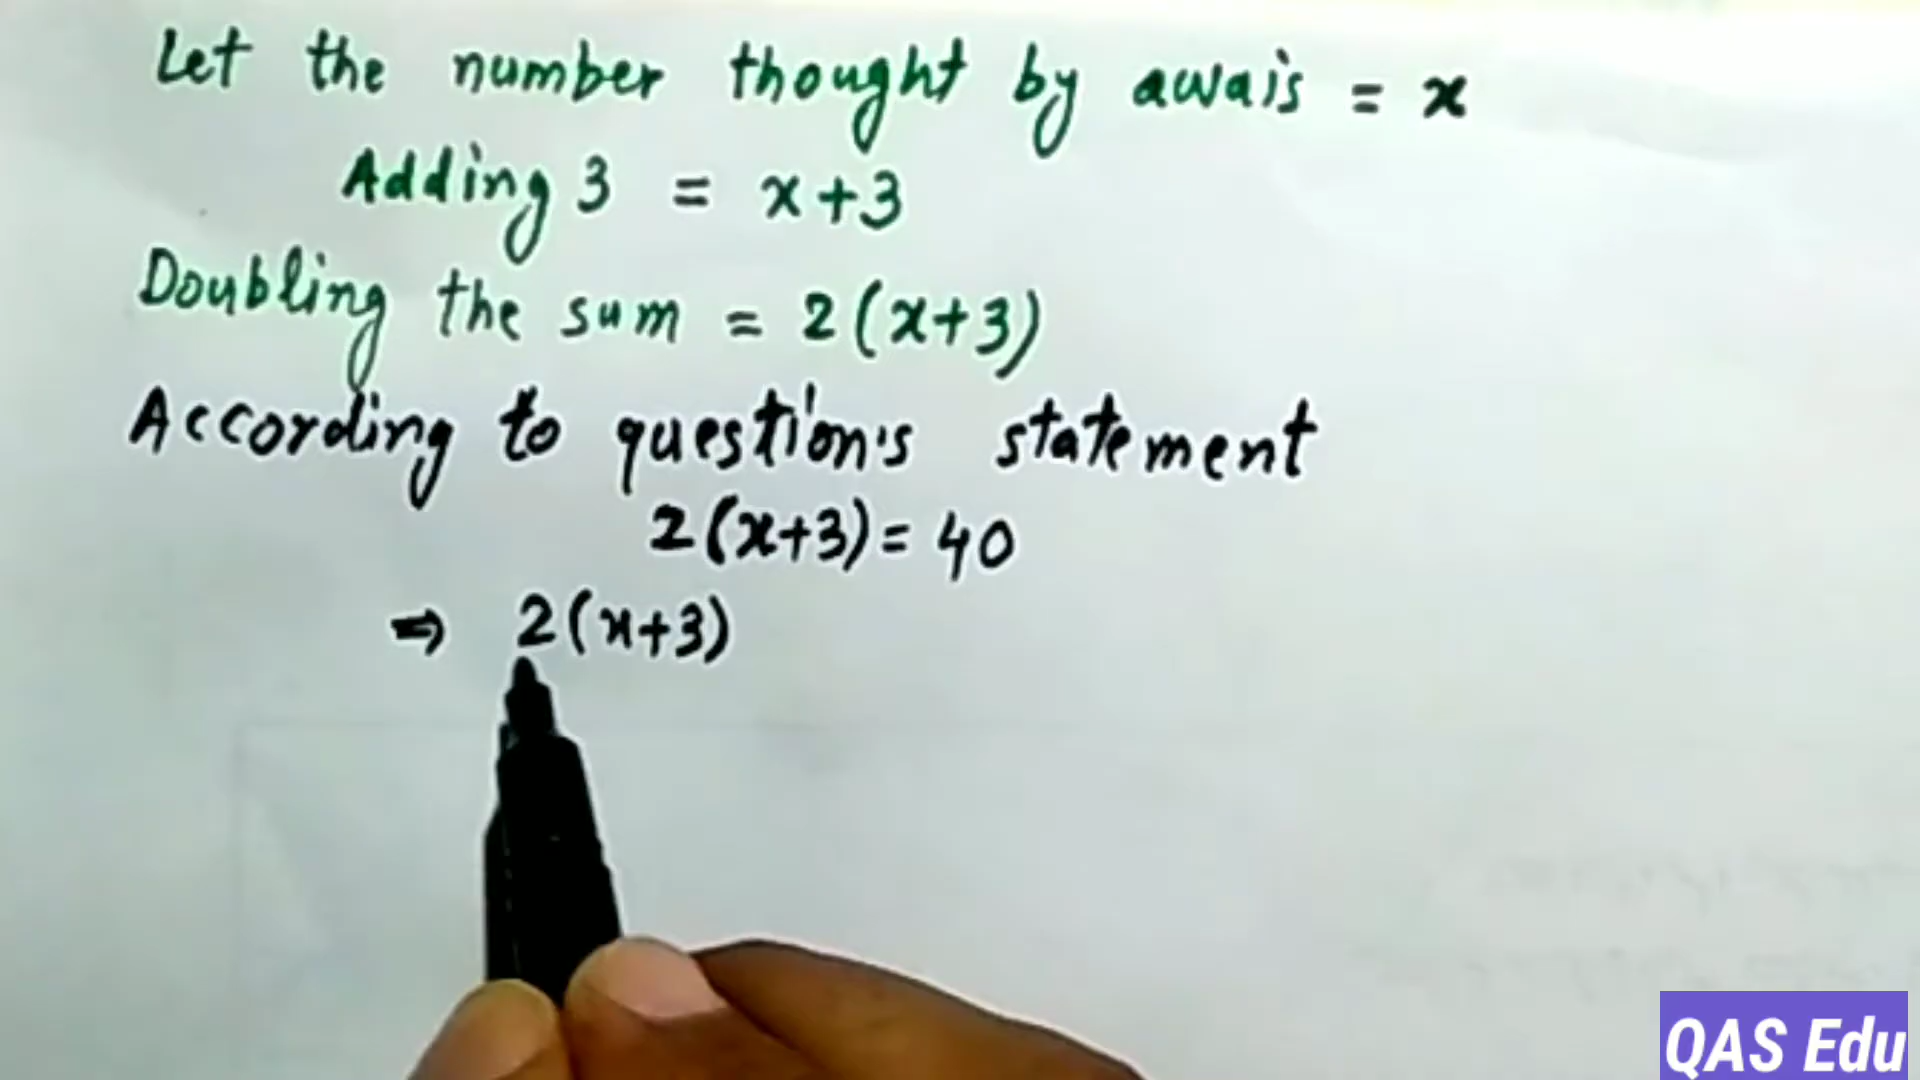 Let the number thought by awais = x
Adding 3 = x+3
Doubling the sum = 2(x+3)
According to question's statement
2(x+3)= 40
⇒ 2(x+3)
QAS Edu